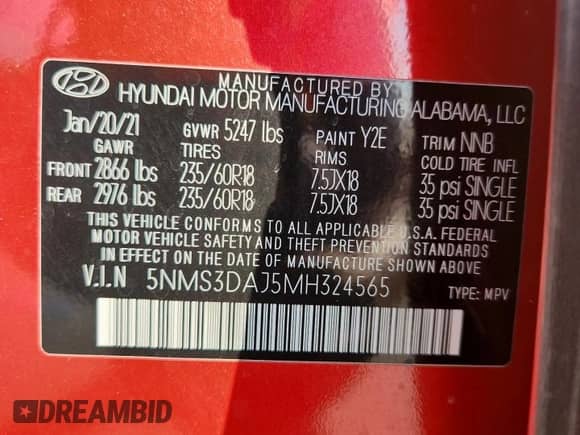 MANUFACTURED BY
HYUNDAI MOTOR MANUFACTURING ALABAMA, LLC
Jan/20/21 GVWR 5247 lbs PAINT Y2E TRIM NNB
GAWR TIRES RIMS COLD TIRE INFL
FRONT 2866 lbs 235/60R18 7.5JX18 35 psi SINGLE
REAR 2976 lbs 235/60R18 7.5JX18 35 psi SINGLE
THIS VEHICLE CONFORMS TO ALL APPLICABLE U.S.A. FEDERAL
MOTOR VEHICLE SAFETY AND THEFT PREVENTION STANDARDS
IN EFFECT ON THE DATE OF MANUFACTURE SHOWN ABOVE.
V.I.N 5NMS3DAJ5MH324565 TYPE: MPV
DREAMBID